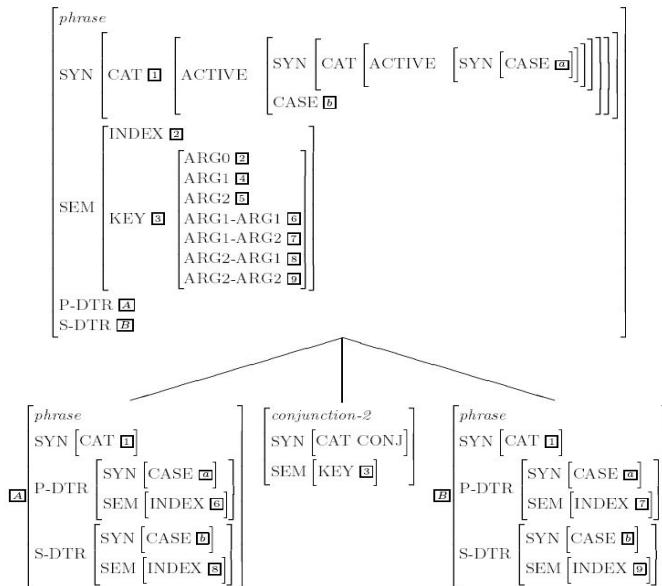 phrase
SYN [CAT 1 [ACTIVE [SYN [CAT [ACTIVE [SYN [CASE a]]]]
CASE b]]]
SEM [INDEX 2
KEY 3 [ARG0 2
ARG1 4
ARG2 5
ARG1-ARG1 6
ARG1-ARG2 7
ARG2-ARG1 8
ARG2-ARG2 9]]
P-DTR A
S-DTR B
A [phrase
SYN [CAT 1]
P-DTR [SYN [CASE a]
SEM [INDEX 6]]
S-DTR [SYN [CASE b]
SEM [INDEX 8]]]
[conjunction-2
SYN [CAT CONJ]
SEM [KEY 3]]
B [phrase
SYN [CAT 1]
P-DTR [SYN [CASE a]
SEM [INDEX 7]]
S-DTR [SYN [CASE b]
SEM [INDEX 9]]]